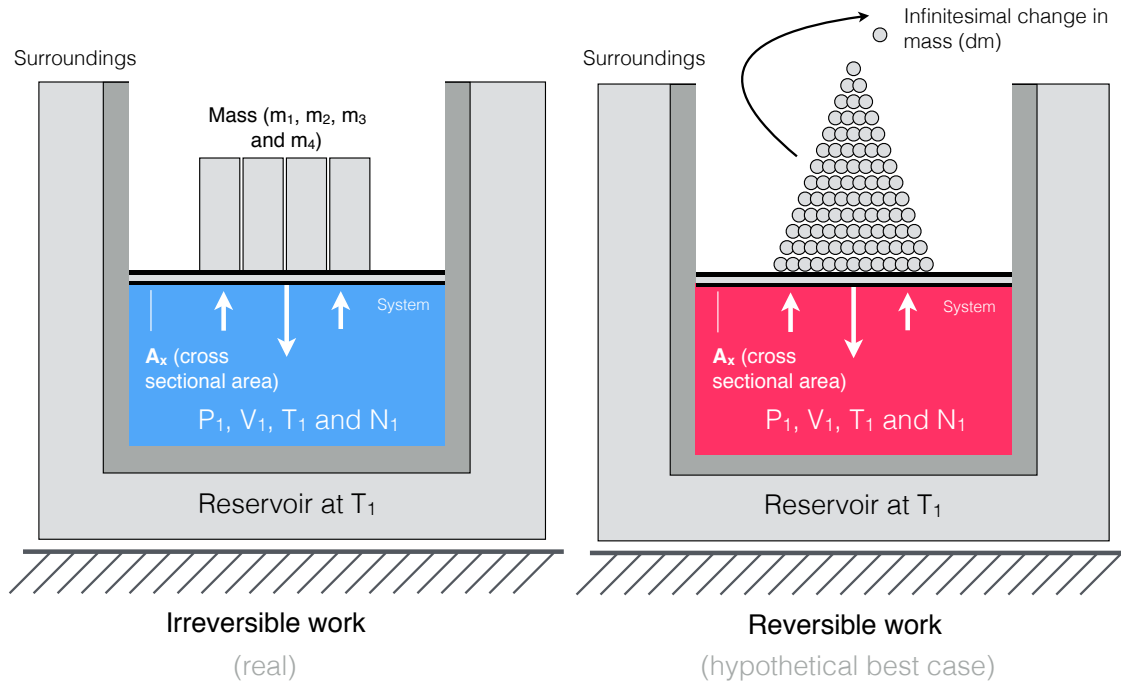 Surroundings
Mass (m₁, m₂, m₃
and m₄)
System
Aₓ (cross
sectional area)
P₁, V₁, T₁ and N₁
Reservoir at T₁
Irreversible work
(real)
Infinitesimal change in
mass (dm)
Surroundings
System
Aₓ (cross
sectional area)
P₁, V₁, T₁ and N₁
Reservoir at T₁
Reversible work
(hypothetical best case)